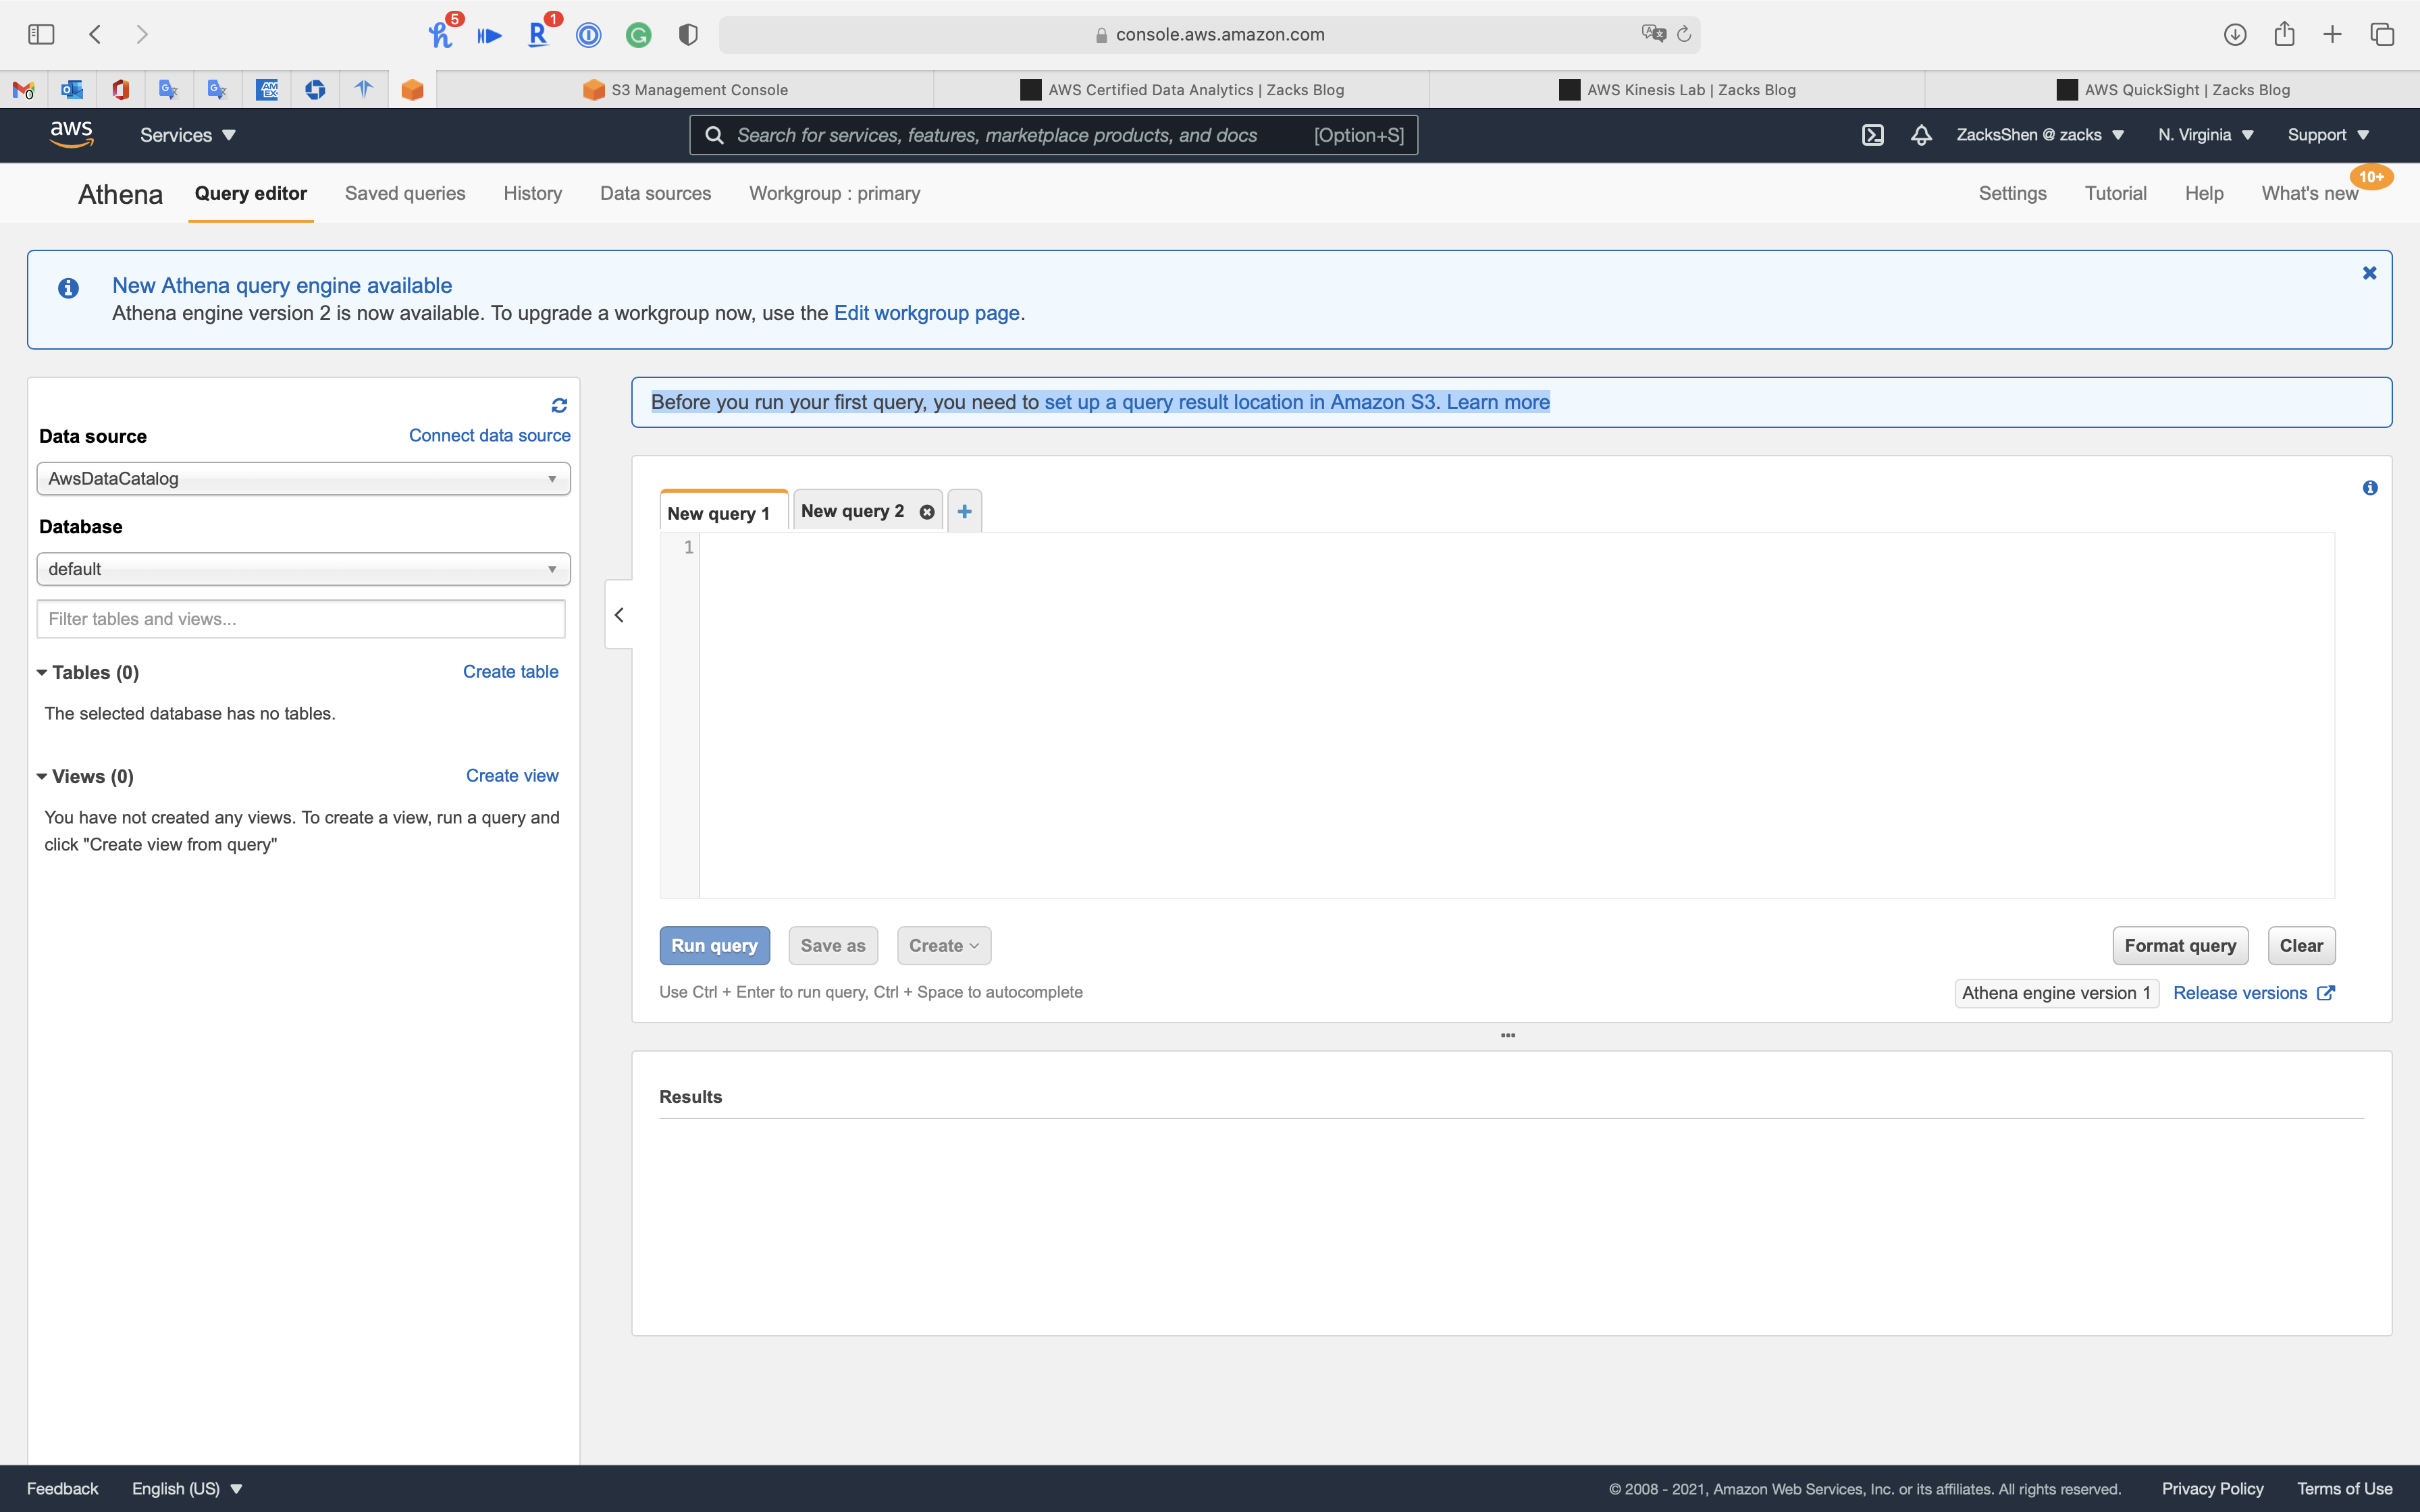 5
1
console.aws.amazon.com
S3 Management Console
AWS Certified Data Analytics | Zacks Blog
AWS Kinesis Lab | Zacks Blog
AWS QuickSight | Zacks Blog
aws
Services
Search for services, features, marketplace products, and docs
[Option+S]
ZacksShen @ zacks
N. Virginia
Support
Athena
Query editor
Saved queries
History
Data sources
Workgroup : primary
Settings
Tutorial
Help
What's new
10+
New Athena query engine available
Athena engine version 2 is now available. To upgrade a workgroup now, use the Edit workgroup page.
Data source
Connect data source
AwsDataCatalog
Database
default
Filter tables and views...
Tables (0)
Create table
The selected database has no tables.
Views (0)
Create view
You have not created any views. To create a view, run a query and
click "Create view from query"
Before you run your first query, you need to set up a query result location in Amazon S3. Learn more
New query 1
New query 2
1
Run query
Save as
Create
Format query
Clear
Use Ctrl + Enter to run query, Ctrl + Space to autocomplete
Athena engine version 1
Release versions
Results
Feedback
English (US)
© 2008 - 2021, Amazon Web Services, Inc. or its affiliates. All rights reserved.
Privacy Policy
Terms of Use